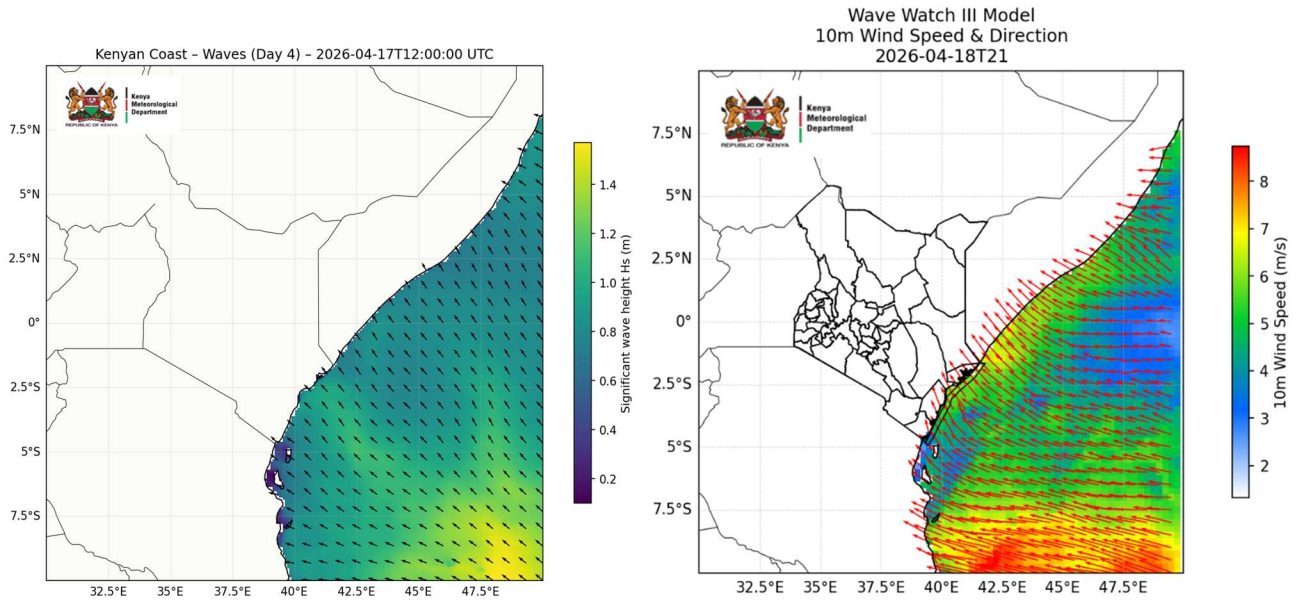 Kenyan Coast – Waves (Day 4) – 2026-04-17T12:00:00 UTC
Kenya
Meteorological
Department
REPUBLIC OF KENYA
7.5°N
5°N
2.5°N
0°
2.5°S
5°S
7.5°S
32.5°E 35°E 37.5°E 40°E 42.5°E 45°E 47.5°E
1.4
1.2
1.0
0.8
0.6
0.4
0.2
Significant wave height Hs (m)
Wave Watch III Model
10m Wind Speed & Direction
2026-04-18T21
Kenya
Meteorological
Department
REPUBLIC OF KENYA
7.5°N
5°N
2.5°N
0°
2.5°S
5°S
7.5°S
32.5°E 35°E 37.5°E 40°E 42.5°E 45°E 47.5°E
8
7
6
5
4
3
2
10m Wind Speed (m/s)